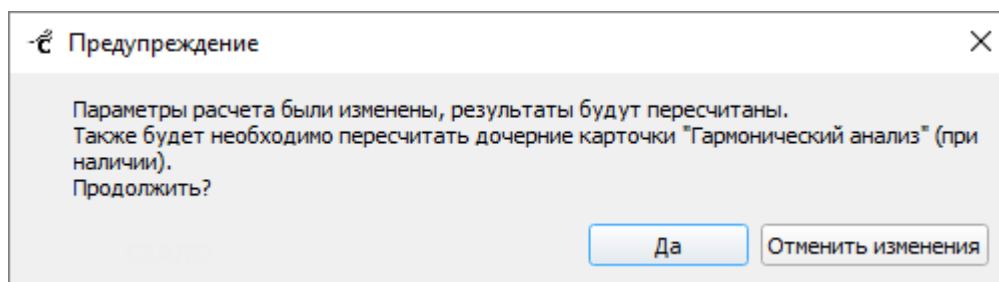 Предупреждение
Параметры расчета были изменены, результаты будут пересчитаны.
Также будет необходимо пересчитать дочерние карточки "Гармонический анализ" (при
наличии).
Продолжить?
Да
Отменить изменения